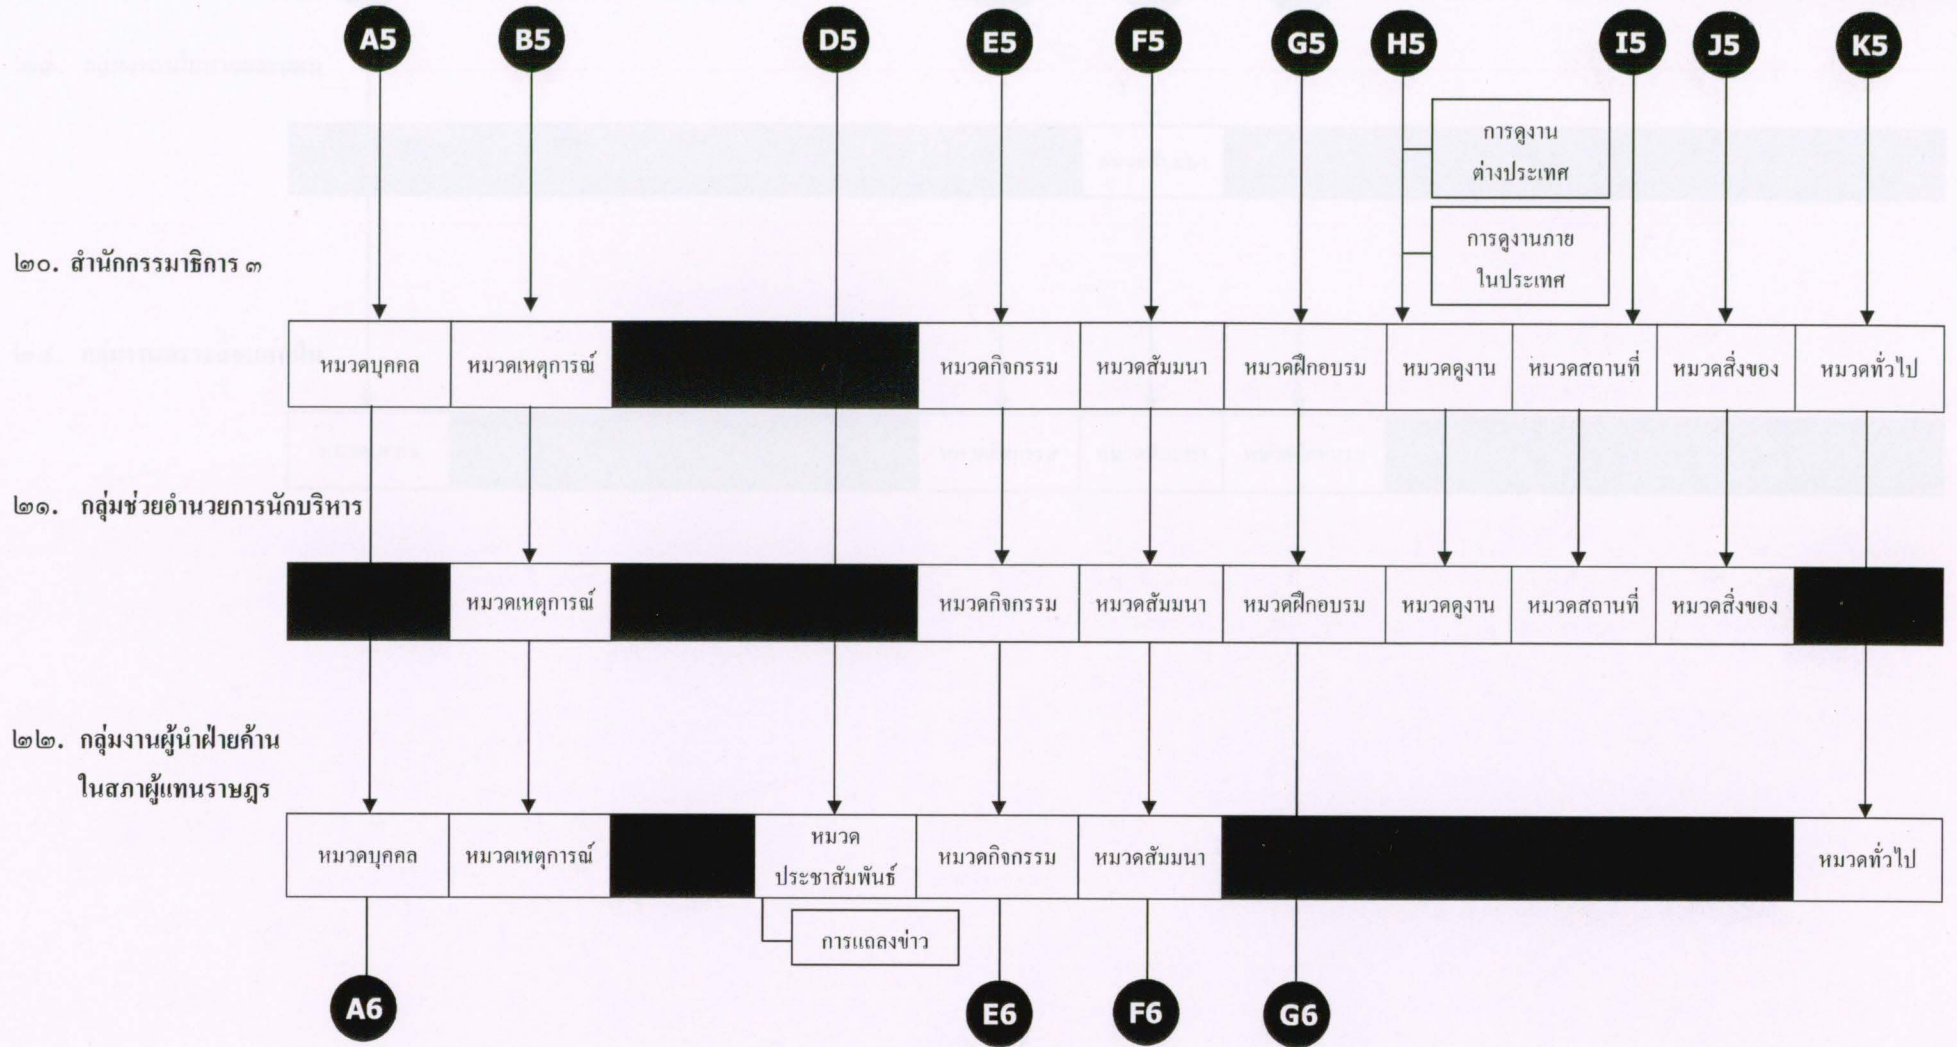 A5 B5 D5 E5 F5 G5 H5 I5 J5 K5
การดูงาน
ต่างประเทศ
การดูงานภาย
ในประเทศ
๒๐. สำนักกรรมาธิการ ๓
หมวดบุคคล หมวดเหตุการณ์ หมวดกิจกรรม หมวดสัมมนา หมวดฝึกอบรม หมวดดูงาน หมวดสถานที่ หมวดสิ่งของ หมวดทั่วไป
๒๑. กลุ่มช่วยอำนวยการนักบริหาร
หมวดเหตุการณ์ หมวดกิจกรรม หมวดสัมมนา หมวดฝึกอบรม หมวดดูงาน หมวดสถานที่ หมวดสิ่งของ
๒๒. กลุ่มงานผู้นำฝ่ายค้าน
ในสภาผู้แทนราษฎร
หมวดบุคคล หมวดเหตุการณ์ หมวด
ประชาสัมพันธ์ หมวดกิจกรรม หมวดสัมมนา หมวดทั่วไป
การแถลงข่าว
A6 E6 F6 G6